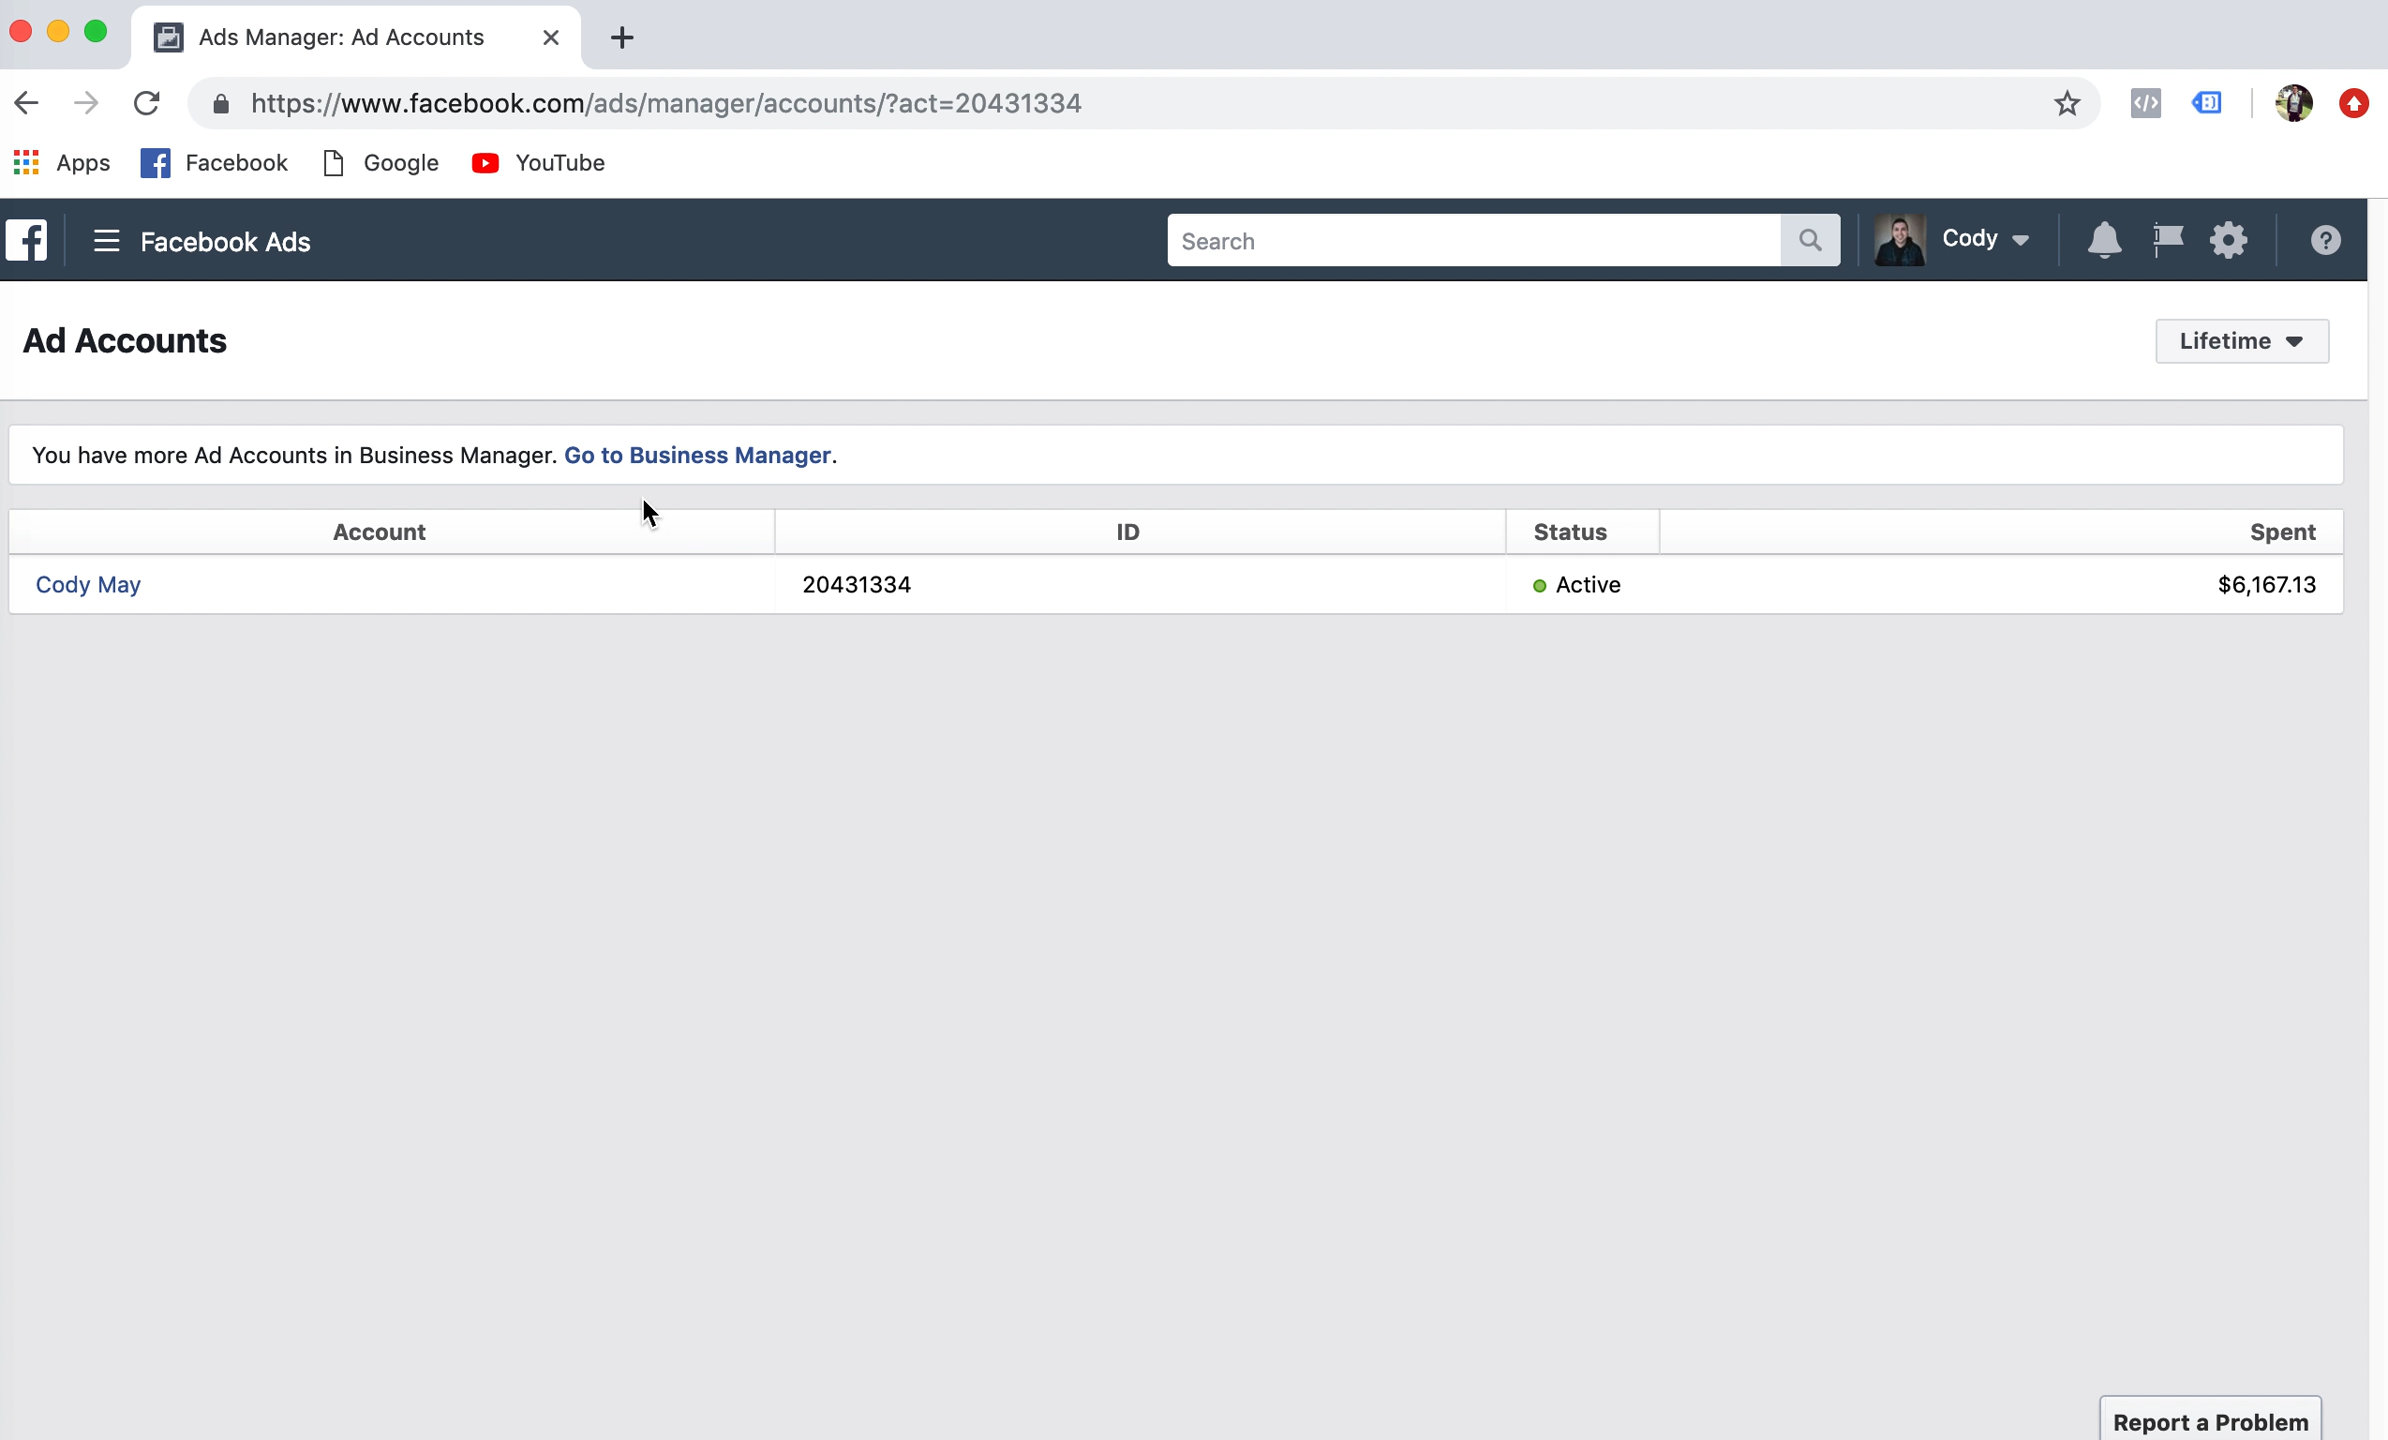 Ads Manager: Ad Accounts
https://www.facebook.com/ads/manager/accounts/?act=20431334
Apps Facebook Google YouTube
Facebook Ads Search Cody
Ad Accounts Lifetime
You have more Ad Accounts in Business Manager. Go to Business Manager.
Account ID Status Spent
Cody May 20431334 Active $6,167.13
Report a Problem